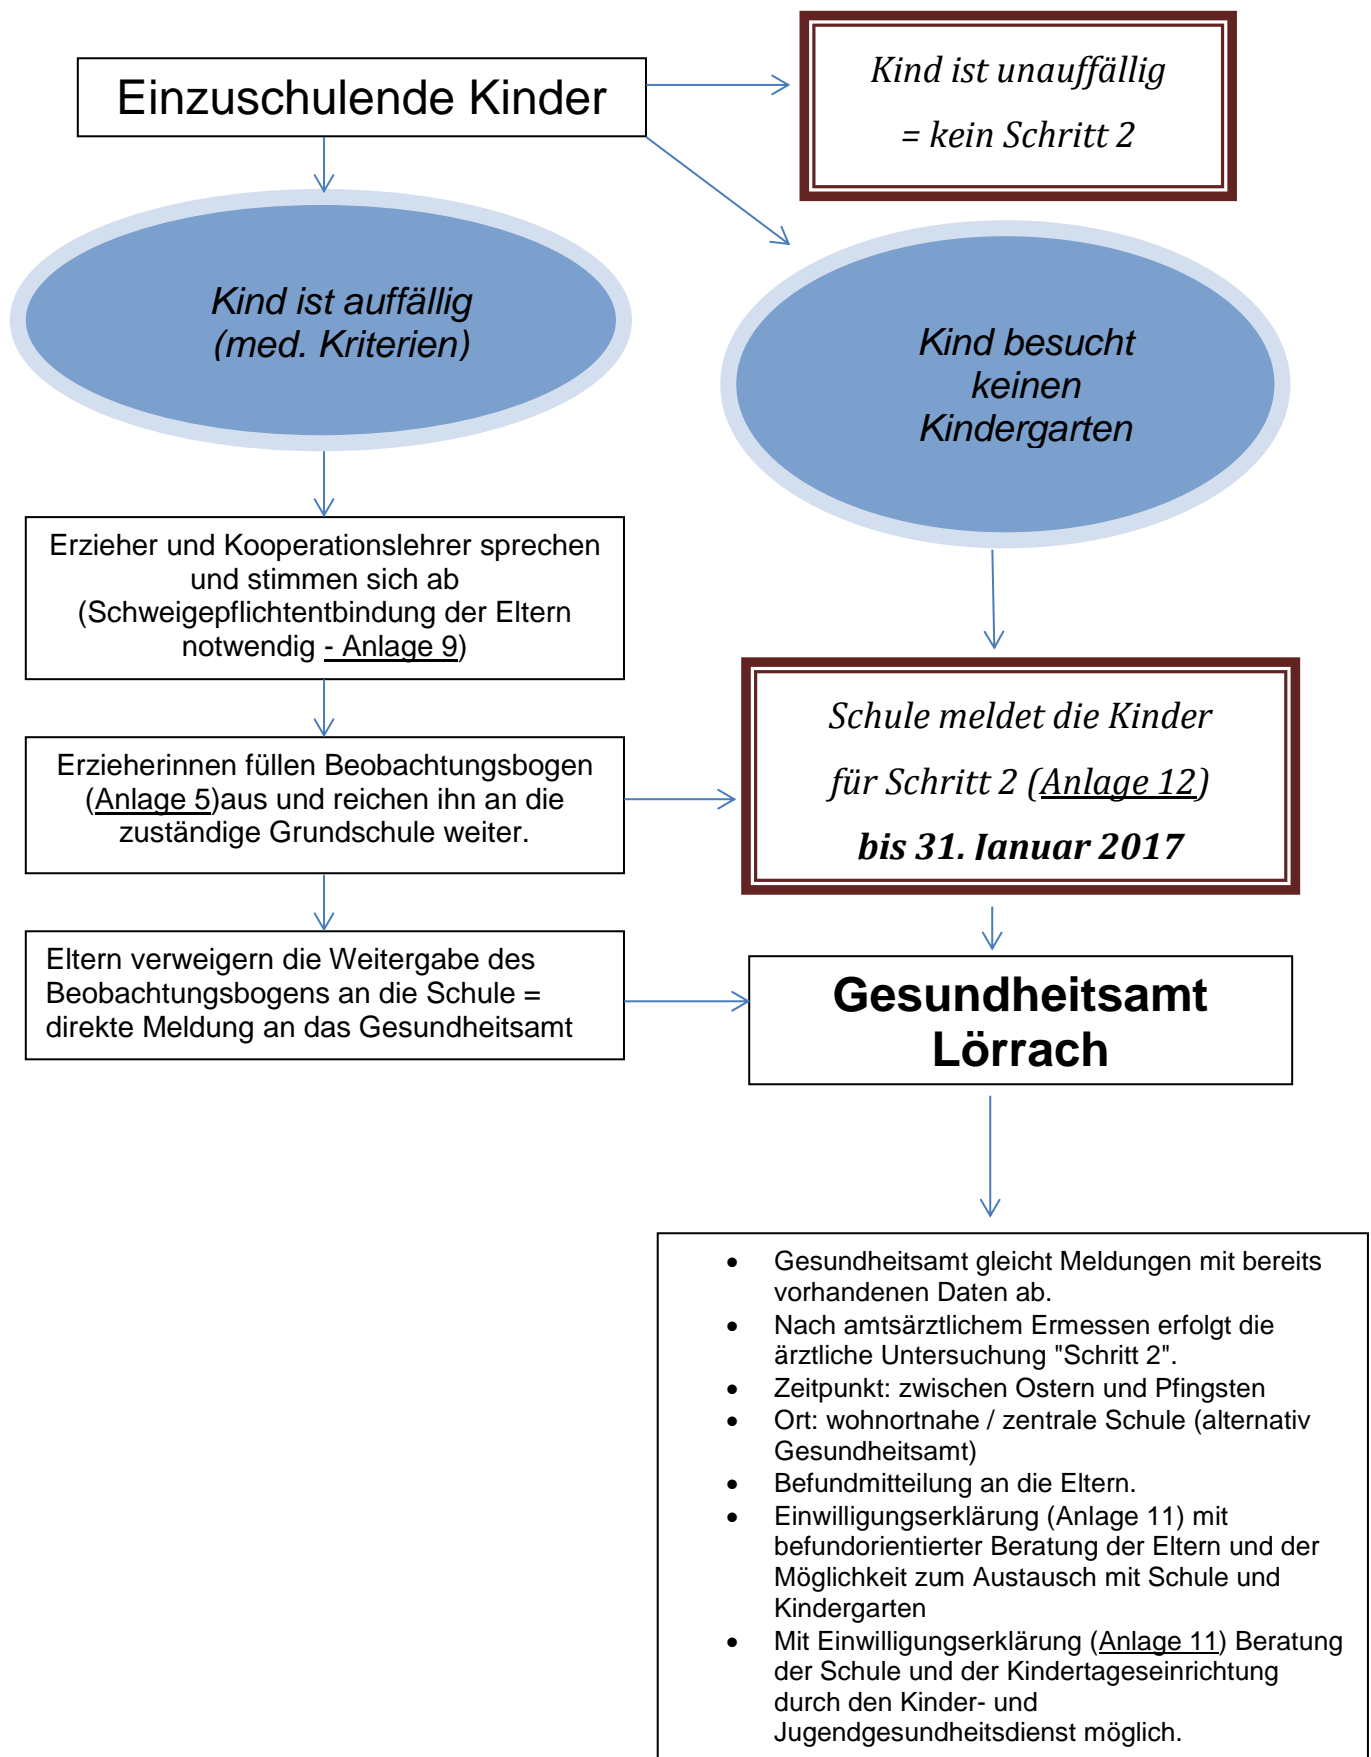 Einzuschulende Kinder
Kind ist unauffällig
= kein Schritt 2
Kind ist auffällig
(med. Kriterien)
Kind besucht
keinen
Kindergarten
Erzieher und Kooperationslehrer sprechen
und stimmen sich ab
(Schweigepflichtentbindung der Eltern
notwendig - Anlage 9)
Erzieherinnen füllen Beobachtungsbogen
(Anlage 5)aus und reichen ihn an die
zuständige Grundschule weiter.
Schule meldet die Kinder
für Schritt 2 (Anlage 12)
bis 31. Januar 2017
Eltern verweigern die Weitergabe des
Beobachtungsbogens an die Schule =
direkte Meldung an das Gesundheitsamt
Gesundheitsamt
Lörrach
• Gesundheitsamt gleicht Meldungen mit bereits
vorhandenen Daten ab.
• Nach amtsärztlichem Ermessen erfolgt die
ärztliche Untersuchung "Schritt 2".
• Zeitpunkt: zwischen Ostern und Pfingsten
• Ort: wohnortnahe / zentrale Schule (alternativ
Gesundheitsamt)
• Befundmitteilung an die Eltern.
• Einwilligungserklärung (Anlage 11) mit
befundorientierter Beratung der Eltern und der
Möglichkeit zum Austausch mit Schule und
Kindergarten
• Mit Einwilligungserklärung (Anlage 11) Beratung
der Schule und der Kindertageseinrichtung
durch den Kinder- und
Jugendgesundheitsdienst möglich.